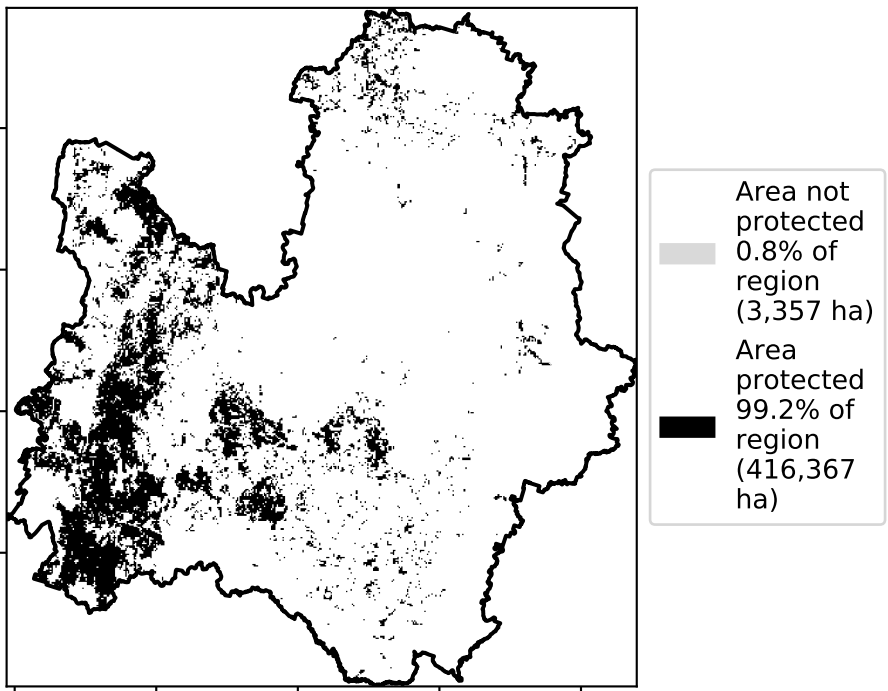 Area not
protected
0.8% of
region
(3,357 ha)
Area
protected
99.2% of
region
(416,367
ha)